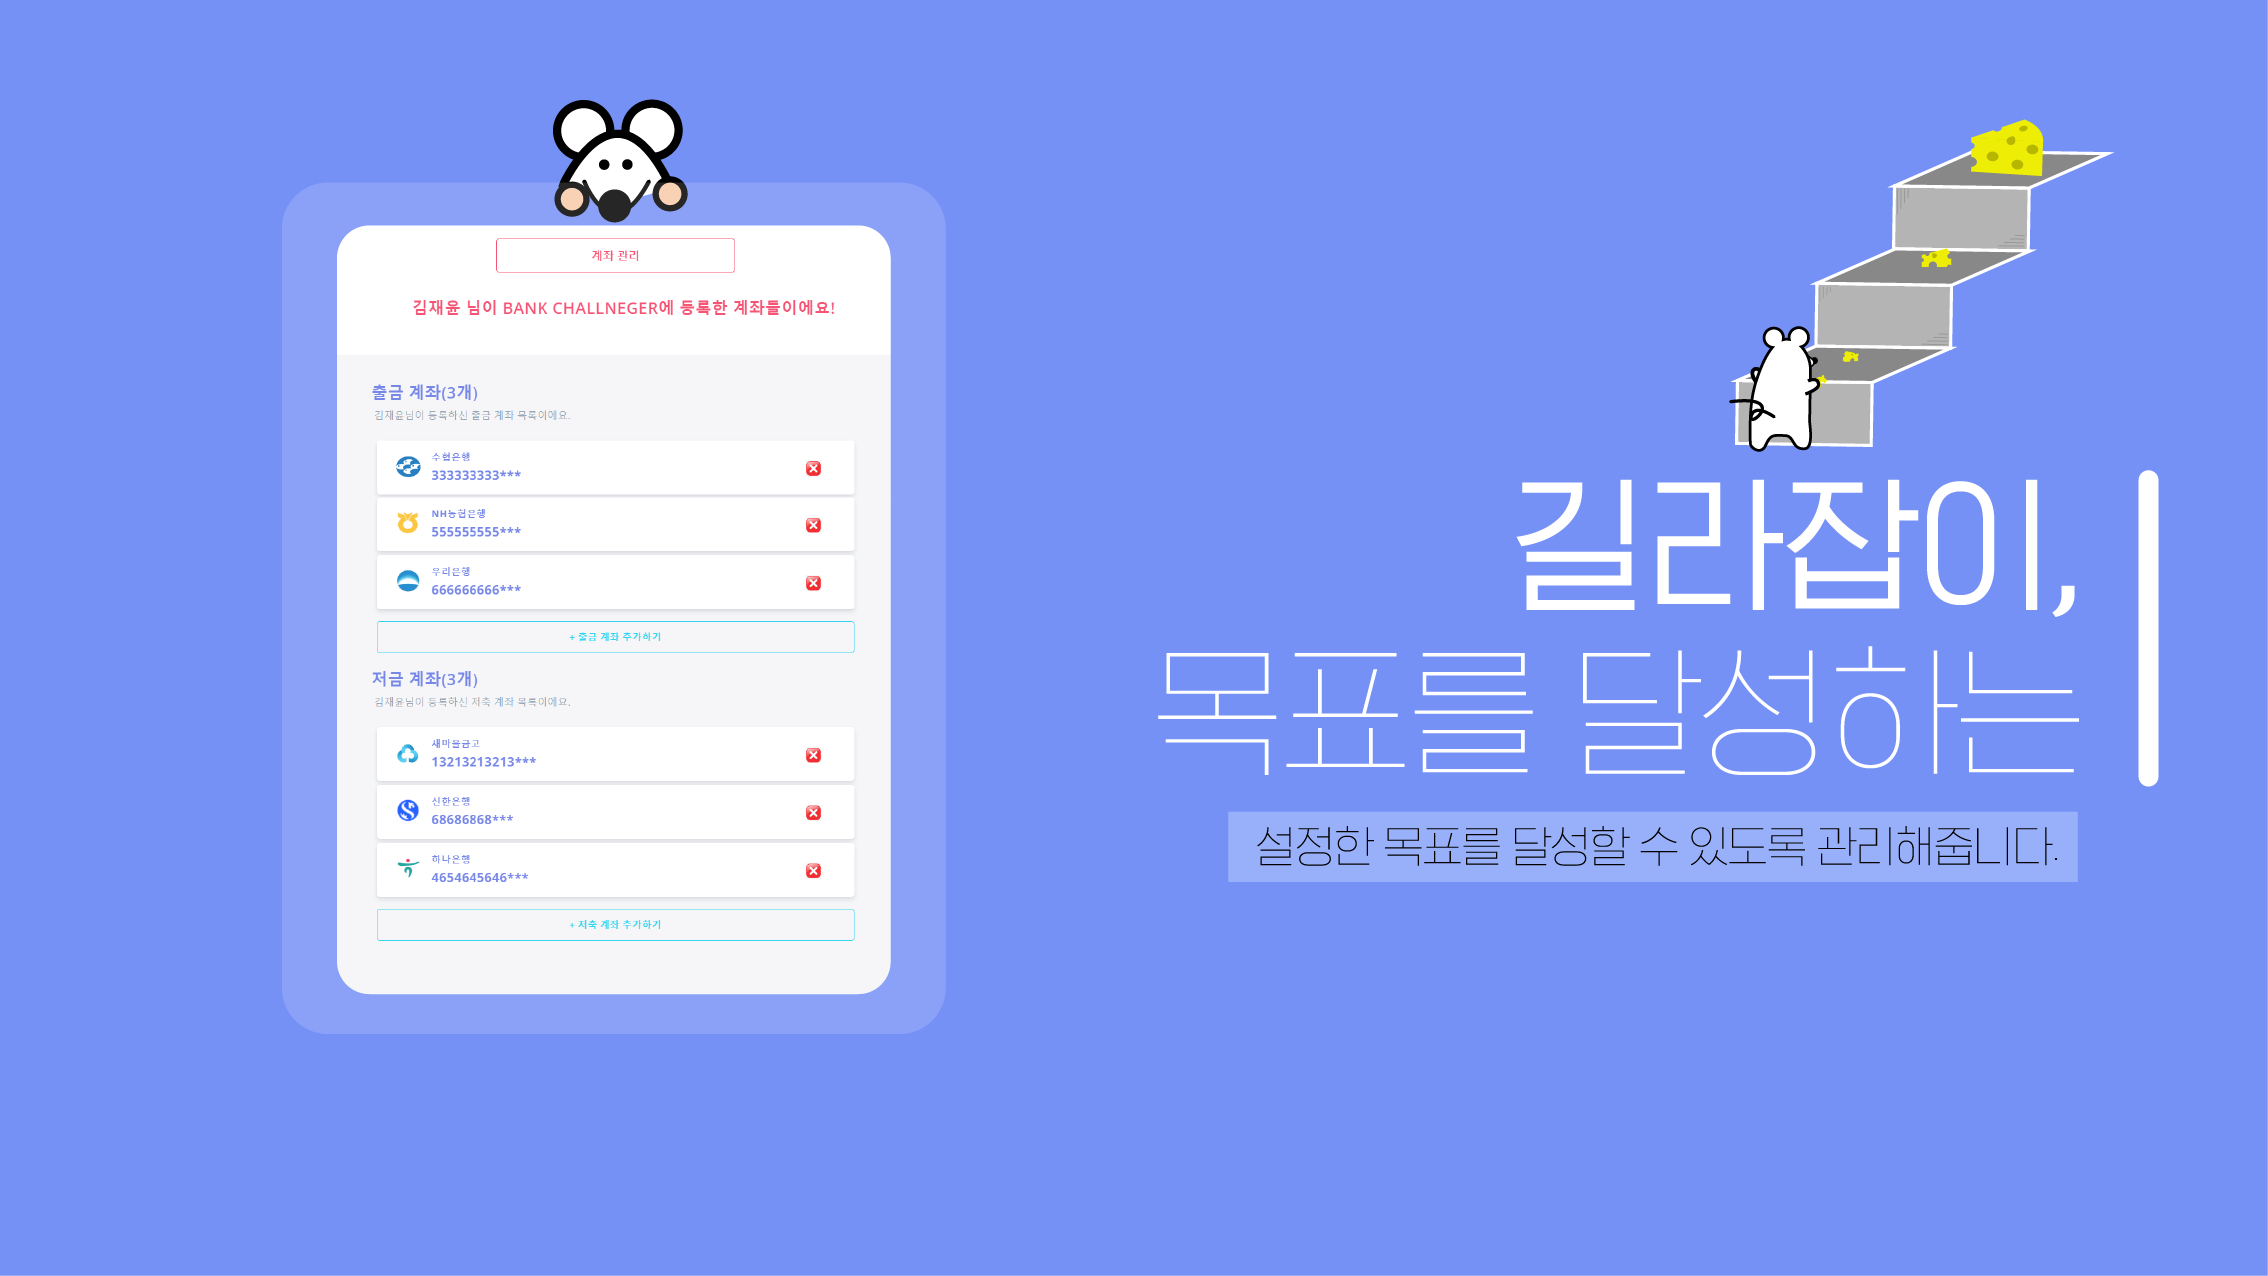 계좌 관리
김재윤 님이 BANK CHALLNEGER에 등록한 계좌들이에요!
출금 계좌(3개)
김재윤님이 등록하신 출금 계좌 목록이에요.
수협은행
333333333***
NH농협은행
555555555***
우리은행
666666666***
+ 출금 계좌 추가하기
저금 계좌(3개)
김재윤님이 등록하신 저축 계좌 목록이에요.
새마을금고
13213213213***
신한은행
68686868***
하나은행
4654645646***
+ 저축 계좌 추가하기
길라잡이,
목표를 달성하는
설정한 목표를 달성할 수 있도록 관리해줍니다.